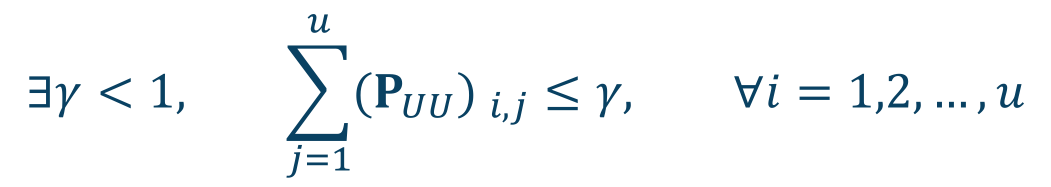 ∃γ < 1, ∑_{j=1}^{u} (𝐏_{UU})_{i,j} ≤ γ, ∀i = 1,2, … , u